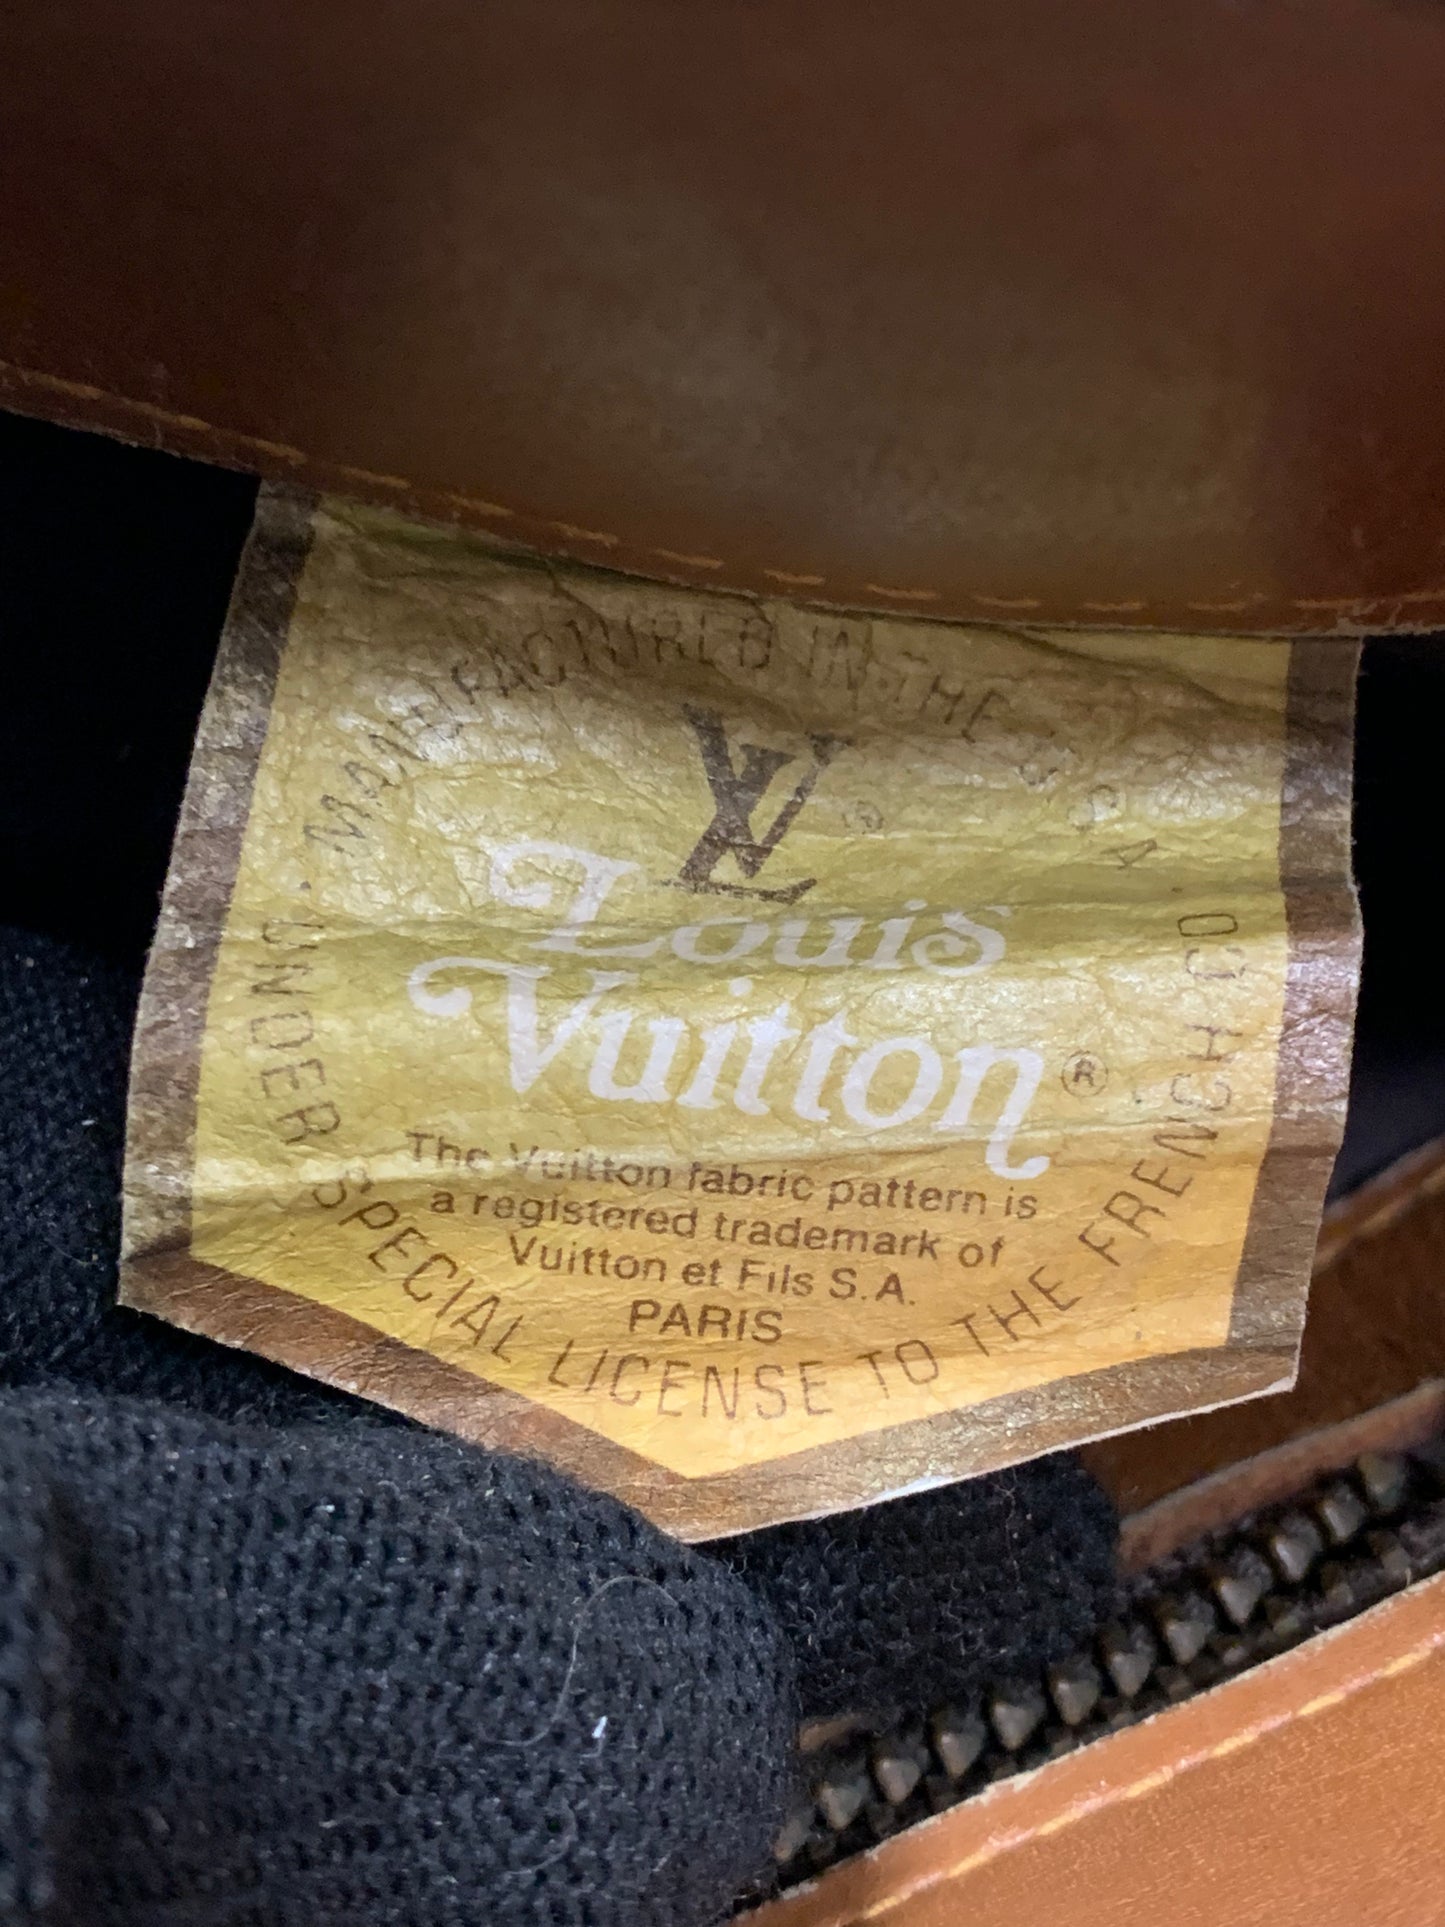 MANUFACTURED IN THE U.S.A.
LV ®
Louis
Vuitton ®
The Vuitton fabric pattern is
a registered trademark of
Vuitton et Fils S.A.
PARIS
UNDER SPECIAL LICENSE TO THE FRENCH CO.